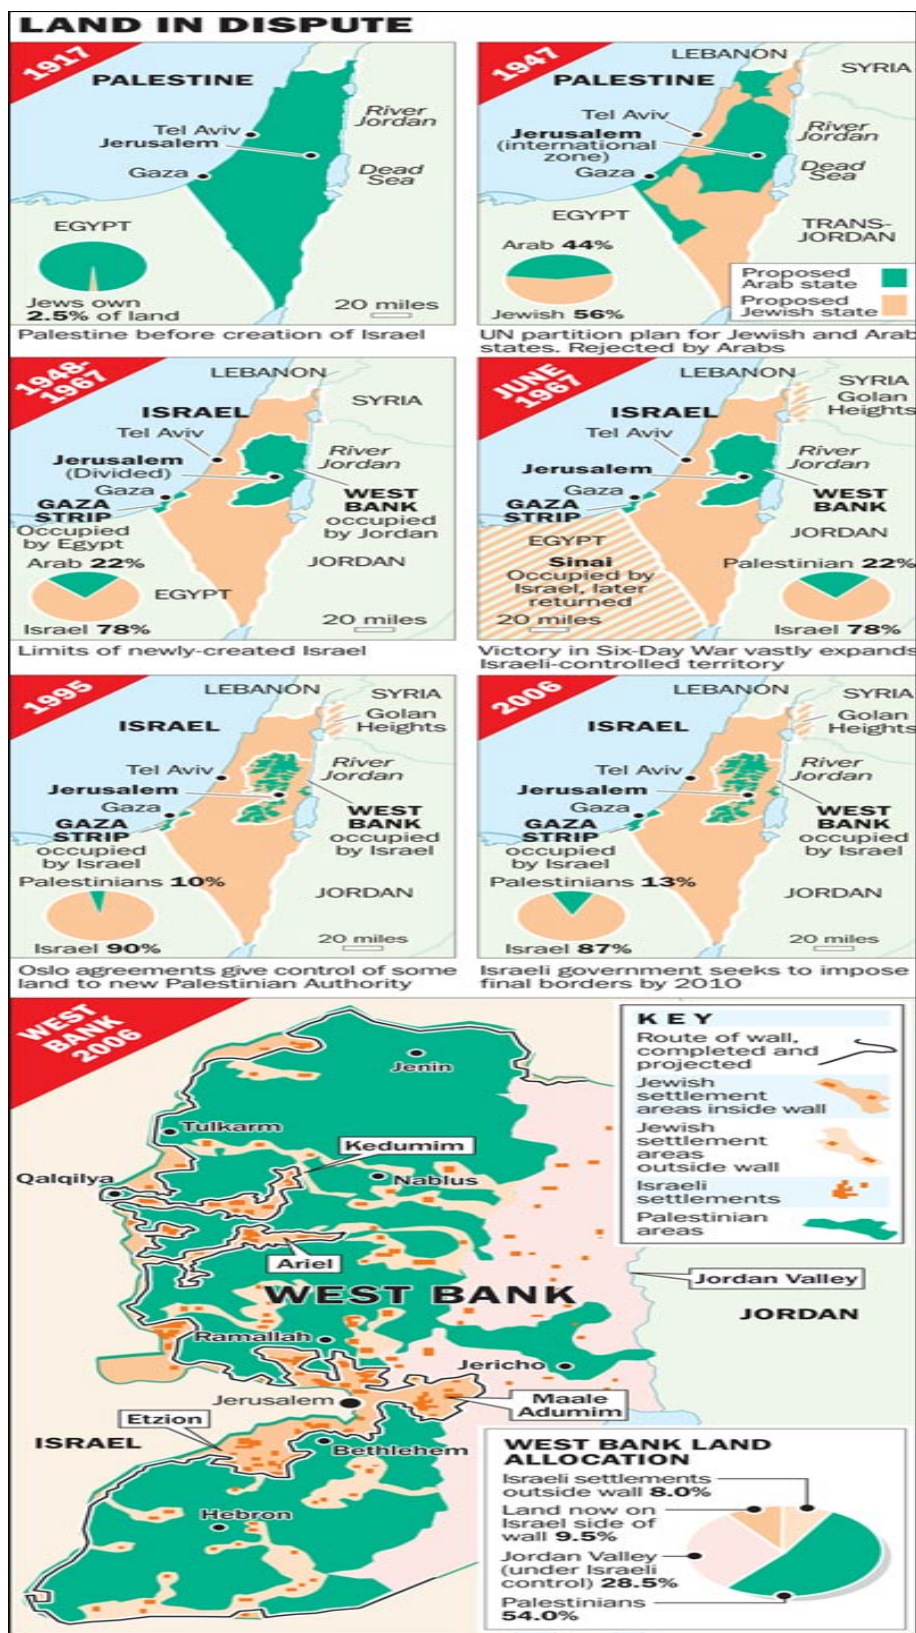 LAND IN DISPUTE
1917
PALESTINE
Tel Aviv
Jerusalem
Gaza
River
Jordan
Dead
Sea
EGYPT
Jews own
2.5% of land
20 miles
Palestine before creation of Israel
1947
LEBANON
SYRIA
PALESTINE
Tel Aviv
Jerusalem
(international
zone)
Gaza
River
Jordan
Dead
Sea
EGYPT
TRANS-
JORDAN
Arab 44%
Jewish 56%
Proposed
Arab state
Proposed
Jewish state
UN partition plan for Jewish and Arab
states. Rejected by Arabs
1948-
1967
LEBANON
SYRIA
ISRAEL
Tel Aviv
Jerusalem
(Divided)
Gaza
GAZA
STRIP
Occupied
by Egypt
River
Jordan
WEST
BANK
occupied
by Jordan
JORDAN
Arab 22%
EGYPT
Israel 78%
20 miles
Limits of newly-created Israel
JUNE
1967
LEBANON
SYRIA
Golan
Heights
ISRAEL
Tel Aviv
Jerusalem
Gaza
GAZA
STRIP
River
Jordan
WEST
BANK
JORDAN
EGYPT
Sinai
Occupied by
Israel, later
returned
20 miles
Palestinian 22%
Israel 78%
Victory in Six-Day War vastly expands
Israeli-controlled territory
1995
LEBANON
SYRIA
Golan
Heights
ISRAEL
Tel Aviv
Jerusalem
Gaza
GAZA
STRIP
occupied
by Israel
River
Jordan
WEST
BANK
occupied
by Israel
JORDAN
Palestinians 10%
Israel 90%
20 miles
Oslo agreements give control of some
land to new Palestinian Authority
2006
LEBANON
SYRIA
Golan
Heights
ISRAEL
Tel Aviv
Jerusalem
Gaza
GAZA
STRIP
occupied
by Israel
River
Jordan
WEST
BANK
occupied
by Israel
JORDAN
Palestinians 13%
Israel 87%
20 miles
Israeli government seeks to impose
final borders by 2010
WEST
BANK
2006
Jenin
Tulkarm
Kedumim
Qalqilya
Nablus
Ariel
WEST BANK
Jordan Valley
JORDAN
Ramallah
Jericho
Jerusalem
Maale
Adumim
Etzion
ISRAEL
Bethlehem
Hebron
KEY
Route of wall,
completed and
projected
Jewish
settlement
areas inside wall
Jewish
settlement
areas
outside wall
Israeli
settlements
Palestinian
areas
WEST BANK LAND
ALLOCATION
Israeli settlements
outside wall 8.0%
Land now on
Israel side of
wall 9.5%
Jordan Valley
(under Israeli
control) 28.5%
Palestinians
54.0%